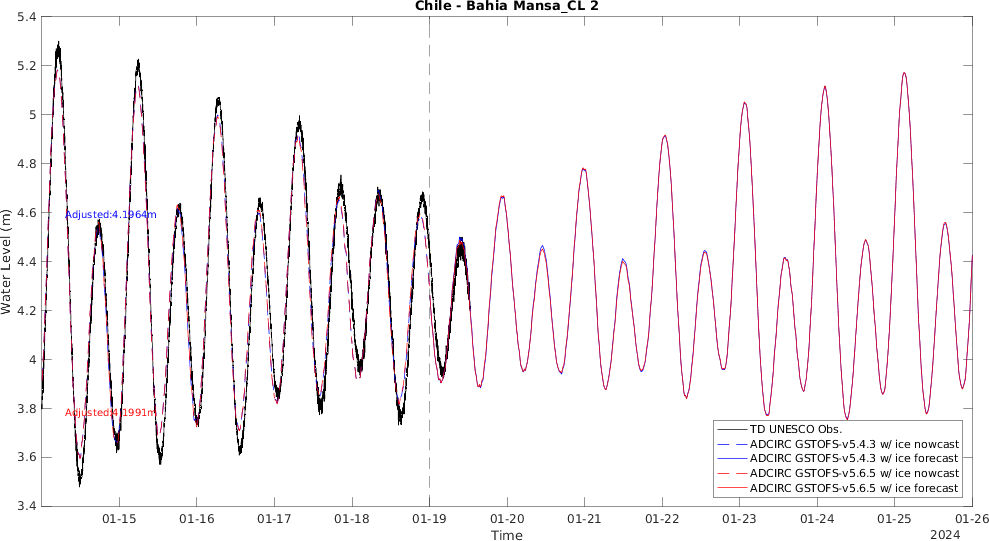 Chile - Bahia Mansa_CL 2
5.4
5.2
5
4.8
4.6
4.4
4.2
4
3.8
3.6
3.4
Water Level (m)
Adjusted:4.1964m
Adjusted:4.1991m
TD UNESCO Obs.
ADCIRC GSTOFS-v5.4.3 w/ ice nowcast
ADCIRC GSTOFS-v5.4.3 w/ ice forecast
ADCIRC GSTOFS-v5.6.5 w/ ice nowcast
ADCIRC GSTOFS-v5.6.5 w/ ice forecast
01-15 01-16 01-17 01-18 01-19 01-20 01-21 01-22 01-23 01-24 01-25 01-26
Time
2024